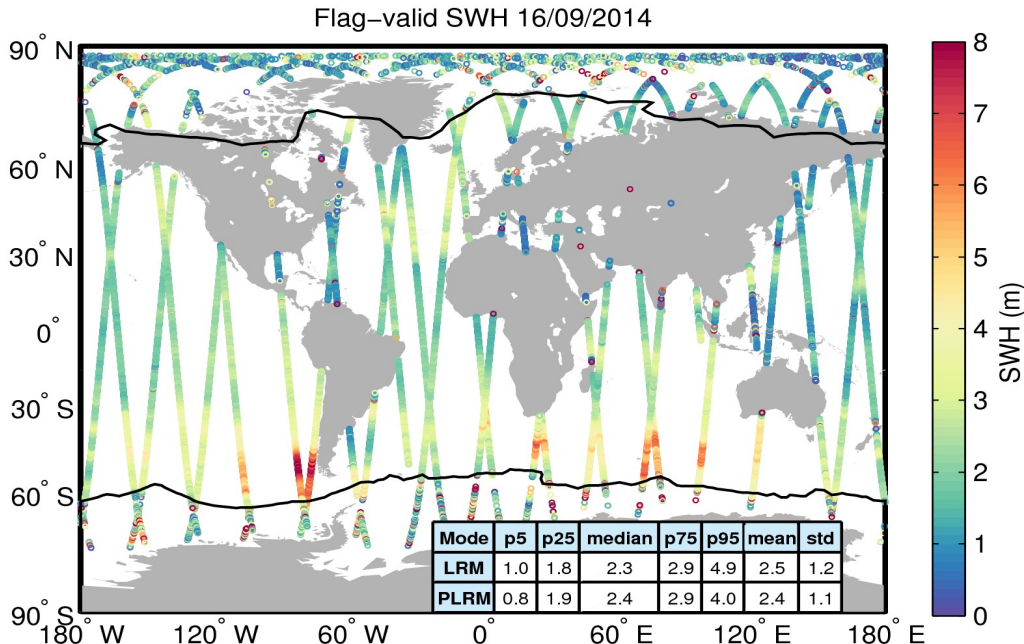 Flag−valid SWH 16/09/2014
90° N
60° N
30° N
0°
30° S
60° S
90° S
180° W 120° W 60° W 0° 60° E 120° E 180° E
Mode p5 p25 median p75 p95 mean std
LRM 1.0 1.8 2.3 2.9 4.9 2.5 1.2
PLRM 0.8 1.9 2.4 2.9 4.0 2.4 1.1
8
7
6
5
4
3
2
1
0
SWH (m)